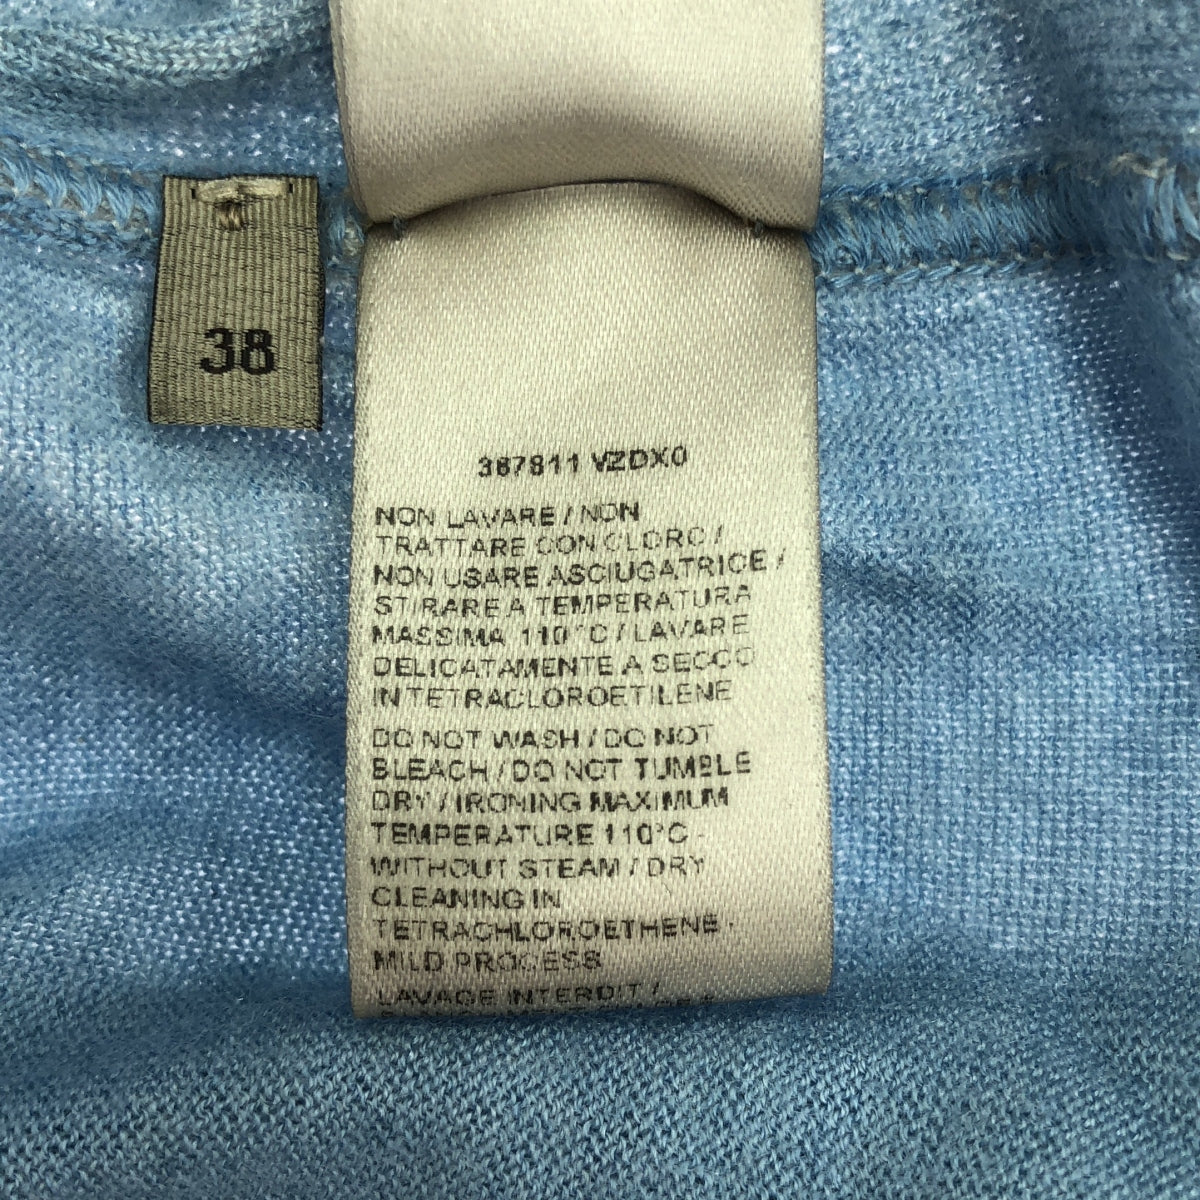 38
387811 VZDX0
NON LAVARE / NON
TRATTARE CON CLORO /
NON USARE ASCIUGATRICE /
STIRARE A TEMPERATURA
MASSIMA 110°C / LAVARE
DELICATAMENTE A SECCO
IN TETRACLOROETILENE
DO NOT WASH / DO NOT
BLEACH / DO NOT TUMBLE
DRY / IRONING MAXIMUM
TEMPERATURE 110°C -
WITHOUT STEAM / DRY
CLEANING IN
TETRACHLOROETHENE -
MILD PROCESS
LAVAGE INTERDIT /